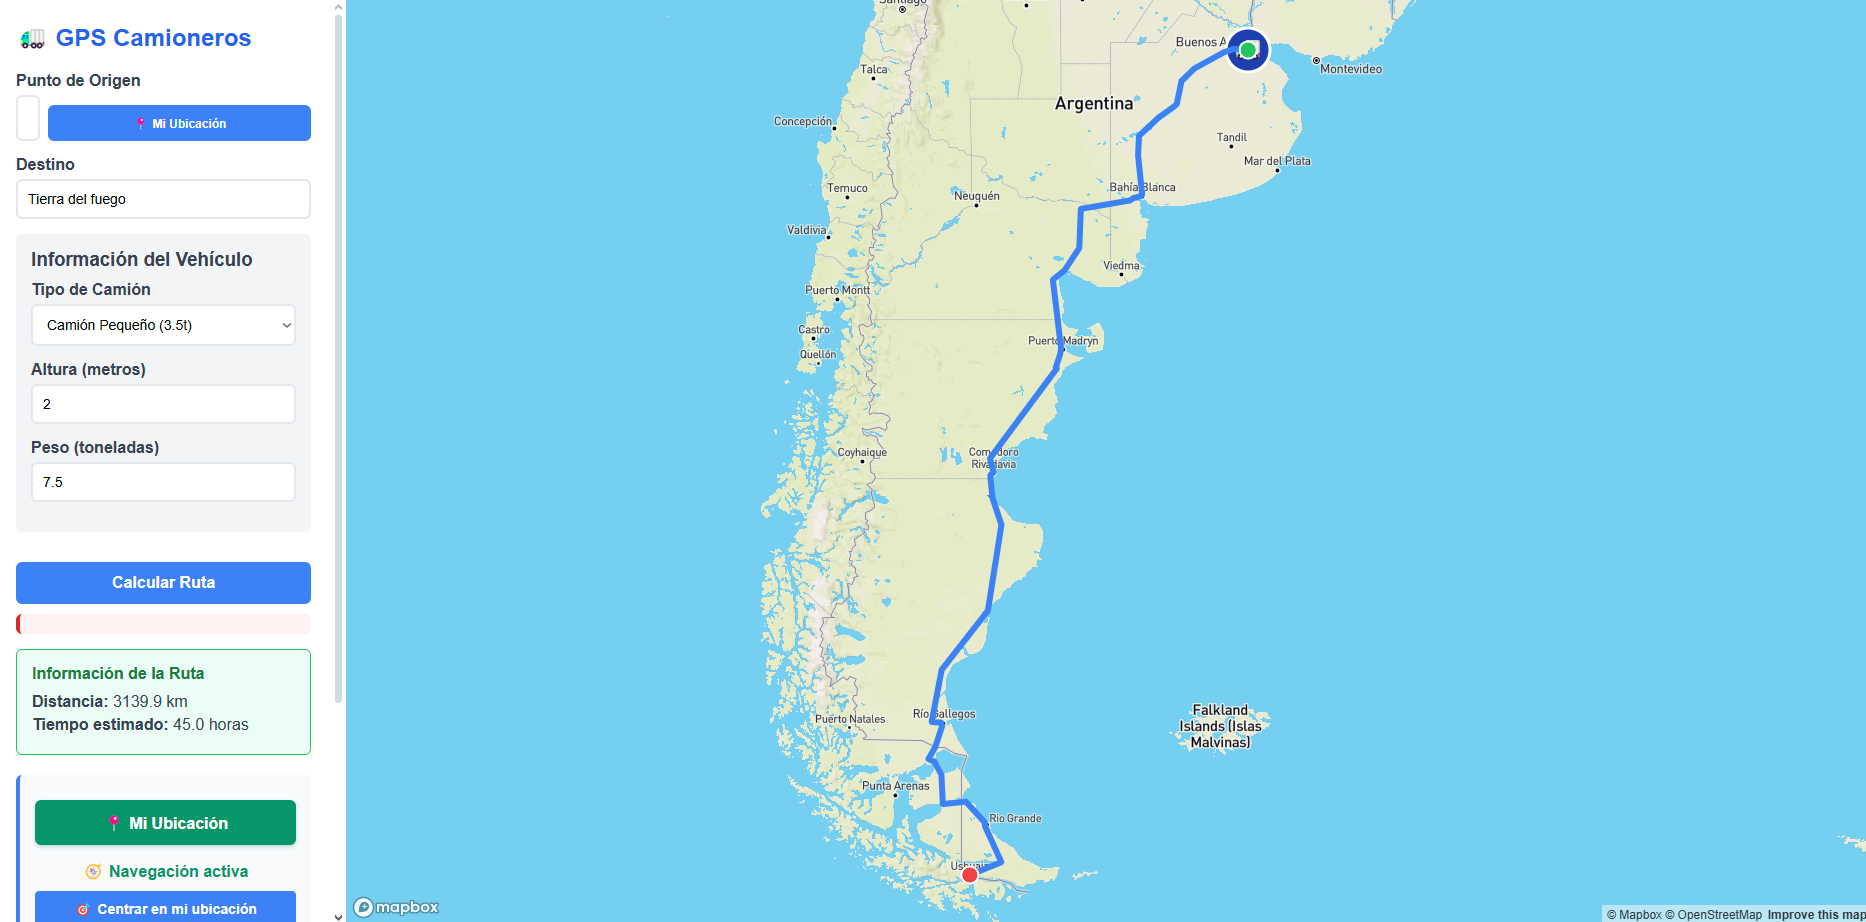 GPS Camioneros
Punto de Origen
Mi Ubicación
Destino
Tierra del fuego
Información del Vehículo
Tipo de Camión
Camión Pequeño (3.5t)
Altura (metros)
2
Peso (toneladas)
7.5
Calcular Ruta
Información de la Ruta
Distancia: 3139.9 km
Tiempo estimado: 45.0 horas
Mi Ubicación
Navegación activa
Centrar en mi ubicación
Talca
Concepción
Temuco
Valdivia
Puerto Montt
Castro
Quellón
Coyhaique
Puerto Natales
Punta Arenas
Argentina
Buenos A
Montevideo
Tandil
Mar del Plata
Bahía Blanca
Neuquén
Viedma
Puerto Madryn
Comodoro
Rivadavia
Río Gallegos
Rio Grande
Falkland
Islands (Islas
Malvinas)
mapbox
© Mapbox © OpenStreetMap Improve this map